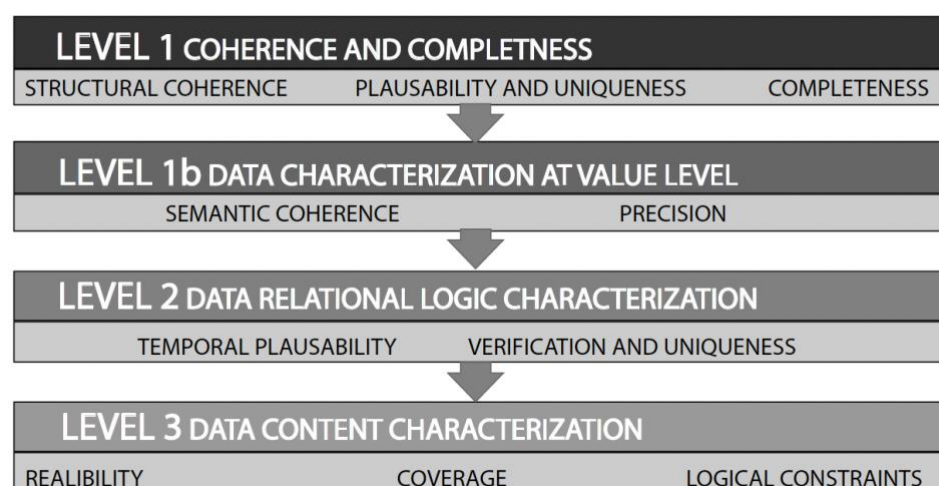 LEVEL 1 COHERENCE AND COMPLETNESS
STRUCTURAL COHERENCE PLAUSABILITY AND UNIQUENESS COMPLETENESS
LEVEL 1b DATA CHARACTERIZATION AT VALUE LEVEL
SEMANTIC COHERENCE PRECISION
LEVEL 2 DATA RELATIONAL LOGIC CHARACTERIZATION
TEMPORAL PLAUSABILITY VERIFICATION AND UNIQUENESS
LEVEL 3 DATA CONTENT CHARACTERIZATION
REALIBILITY COVERAGE LOGICAL CONSTRAINTS